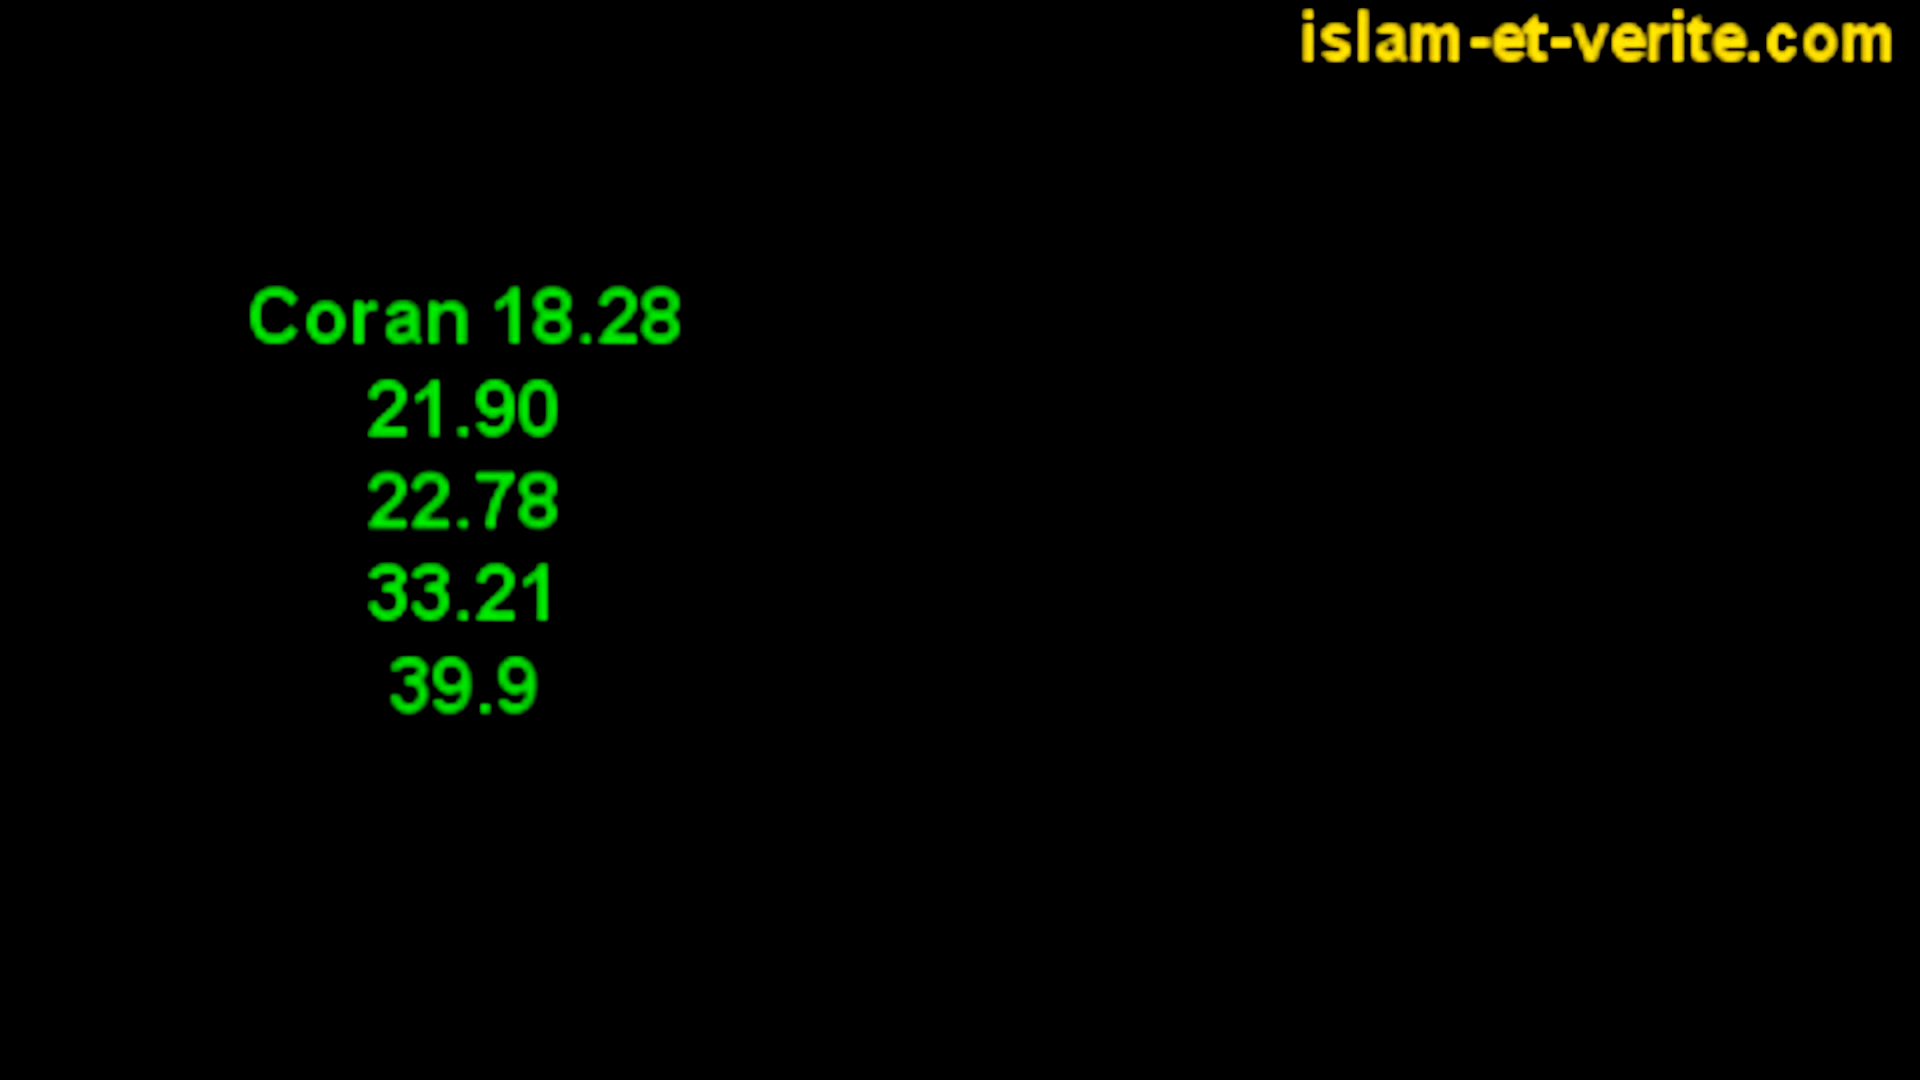 islam-et-verite.com
Coran 18.28
21.90
22.78
33.21
39.9